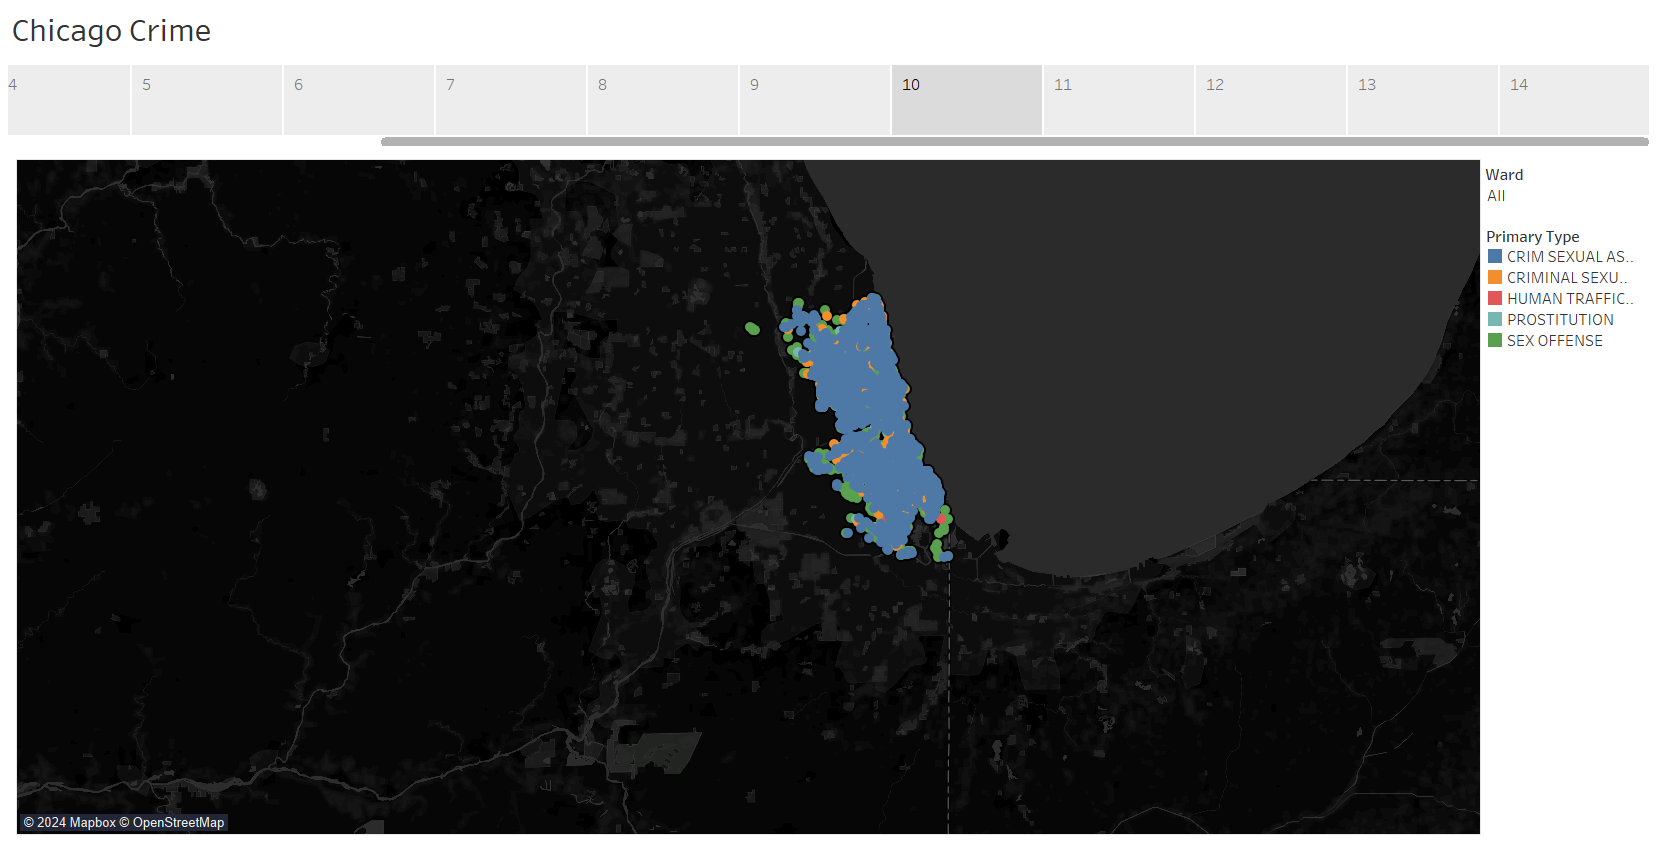 Chicago Crime
4 5 6 7 8 9 10 11 12 13 14
Ward
All
Primary Type
CRIM SEXUAL AS..
CRIMINAL SEXU..
HUMAN TRAFFIC..
PROSTITUTION
SEX OFFENSE
© 2024 Mapbox © OpenStreetMap